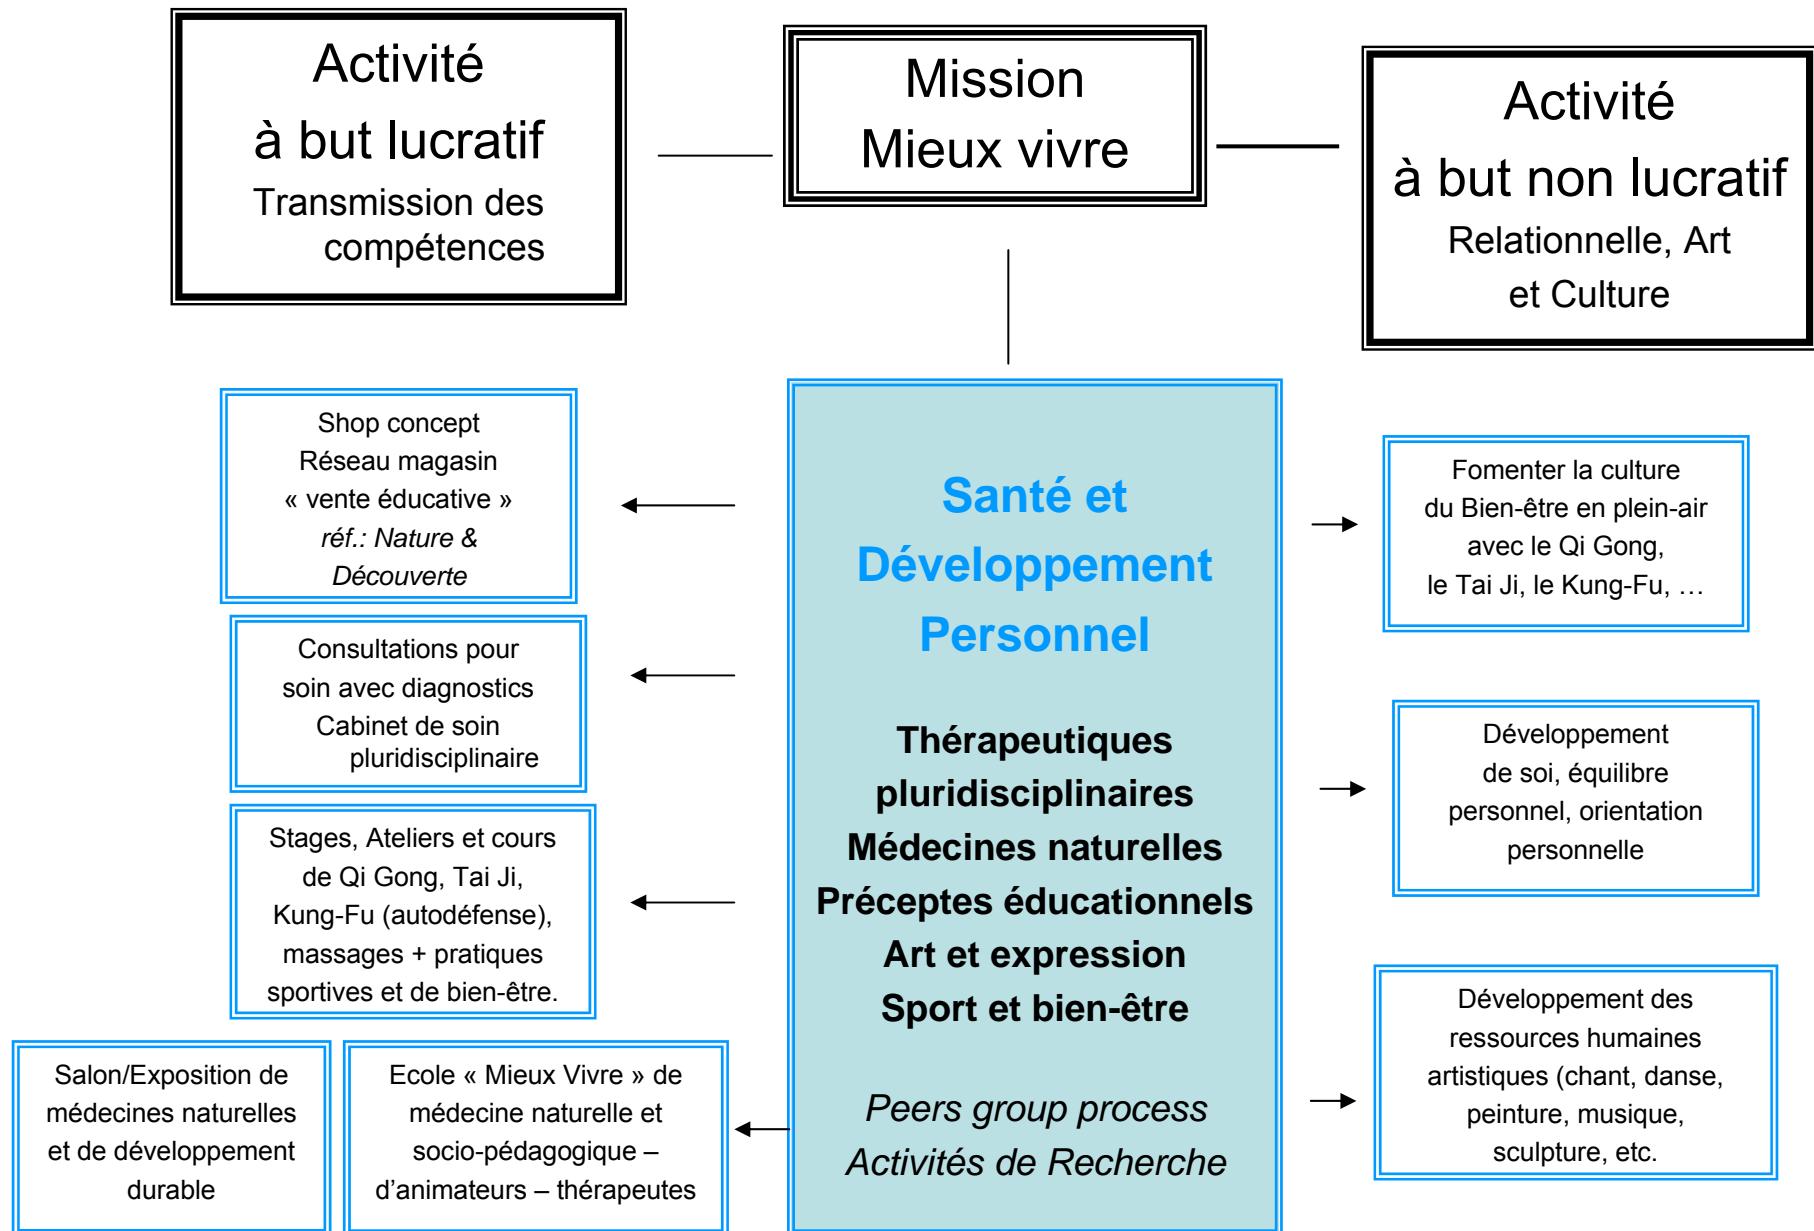 Activité
à but lucratif
Transmission des
compétences
Mission
Mieux vivre
Activité
à but non lucratif
Relationnelle, Art
et Culture
Shop concept
Réseau magasin
« vente éducative »
réf.: Nature &
Découverte
Consultations pour
soin avec diagnostics
Cabinet de soin
pluridisciplinaire
Stages, Ateliers et cours
de Qi Gong, Tai Ji,
Kung-Fu (autodéfense),
massages + pratiques
sportives et de bien-être.
Salon/Exposition de
médecines naturelles
et de développement
durable
Ecole « Mieux Vivre » de
médecine naturelle et
socio-pédagogique –
d’animateurs – thérapeutes
Santé et
Développement
Personnel
Thérapeutiques
pluridisciplinaires
Médecines naturelles
Préceptes éducationnels
Art et expression
Sport et bien-être
Peers group process
Activités de Recherche
Fomenter la culture
du Bien-être en plein-air
avec le Qi Gong,
le Tai Ji, le Kung-Fu, …
Développement
de soi, équilibre
personnel, orientation
personnelle
Développement des
ressources humaines
artistiques (chant, danse,
peinture, musique,
sculpture, etc.